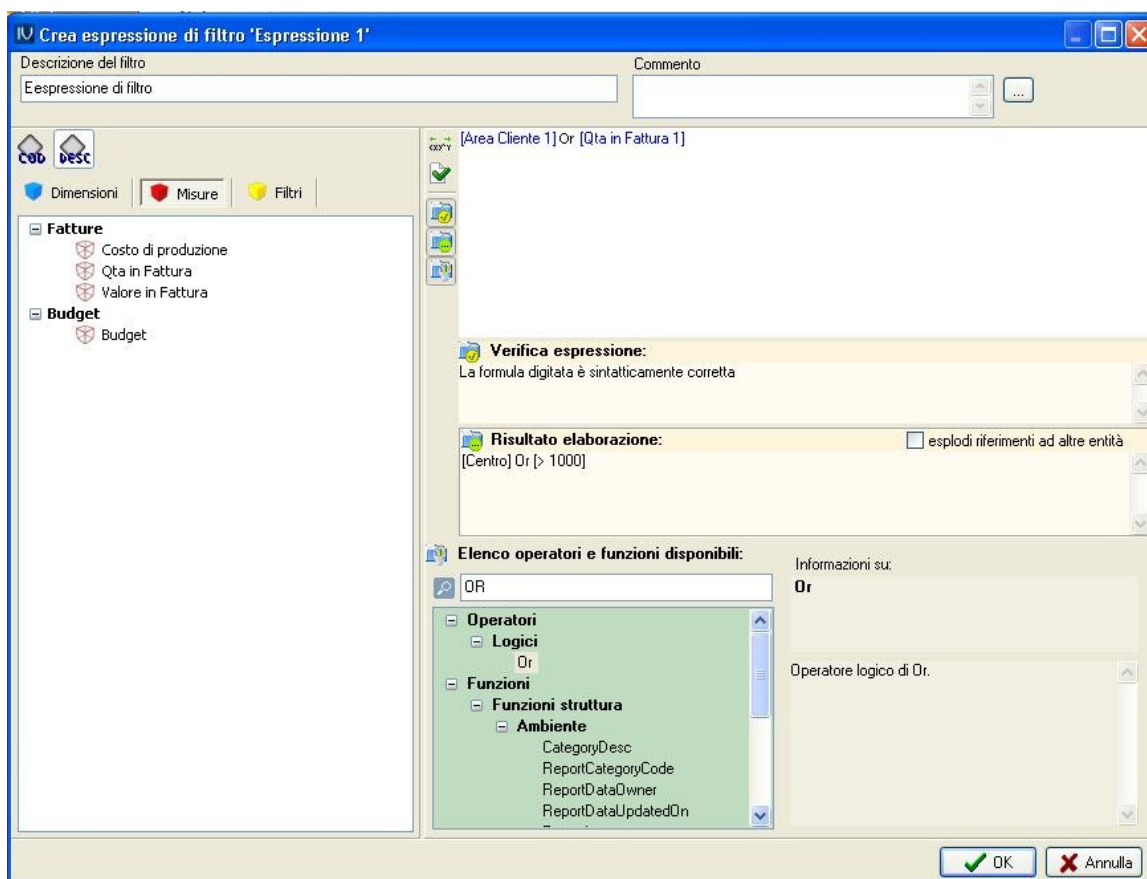 Crea espressione di filtro 'Espressione 1'
Descrizione del filtro
Commento
Eespressione di filtro
...
COD DESC
Dimensioni Misure Filtri
Fatture
Costo di produzione
Qta in Fattura
Valore in Fattura
Budget
Budget
[Area Cliente 1] Or [Qta in Fattura 1]
Verifica espressione:
La formula digitata è sintatticamente corretta
Risultato elaborazione:
esplodi riferimenti ad altre entità
[Centro] Or [> 1000]
Elenco operatori e funzioni disponibili:
OR
Operatori
Logici
Or
Funzioni
Funzioni struttura
Ambiente
CategoryDesc
ReportCategoryCode
ReportDataOwner
ReportDataUpdatedOn
Informazioni su:
Or
Operatore logico di Or.
OK
Annulla